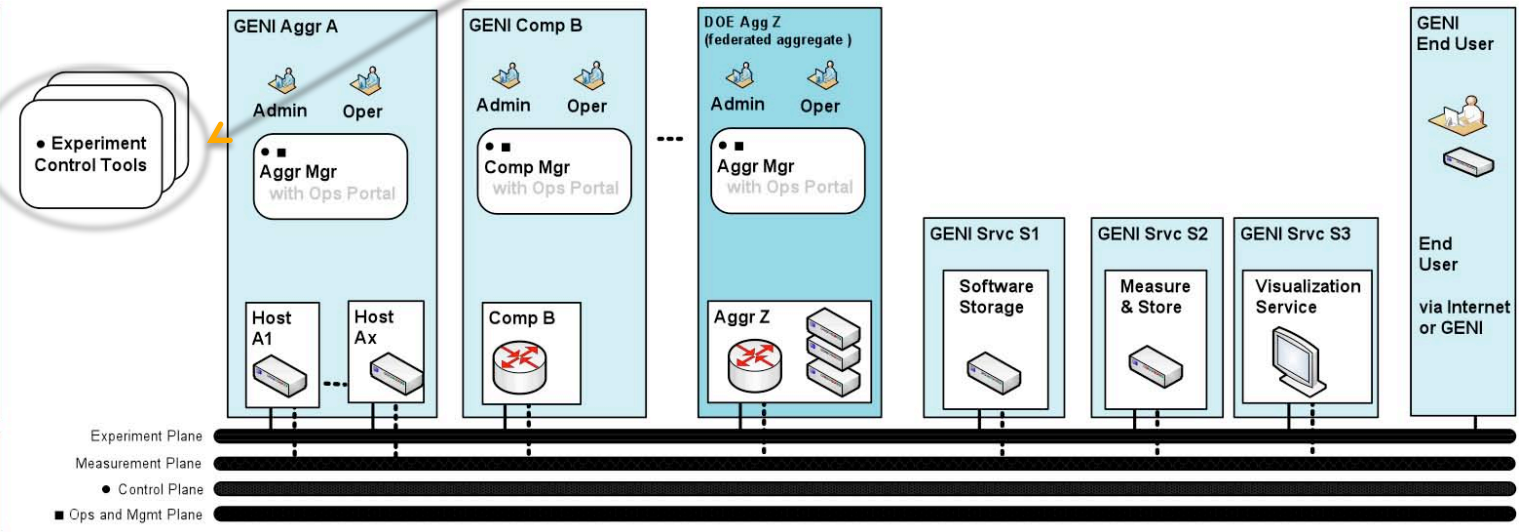 ● Experiment
Control Tools
GENI Aggr A
Admin
Oper
● ■
Aggr Mgr
with Ops Portal
Host
A1
Host
Ax
GENI Comp B
Admin
Oper
● ■
Comp Mgr
with Ops Portal
Comp B
DOE Agg Z
(federated aggregate )
Admin
Oper
● ■
Aggr Mgr
with Ops Portal
Aggr Z
GENI Srvc S1
Software
Storage
GENI Srvc S2
Measure
& Store
GENI Srvc S3
Visualization
Service
GENI
End User
End
User
via Internet
or GENI
Experiment Plane
Measurement Plane
● Control Plane
■ Ops and Mgmt Plane